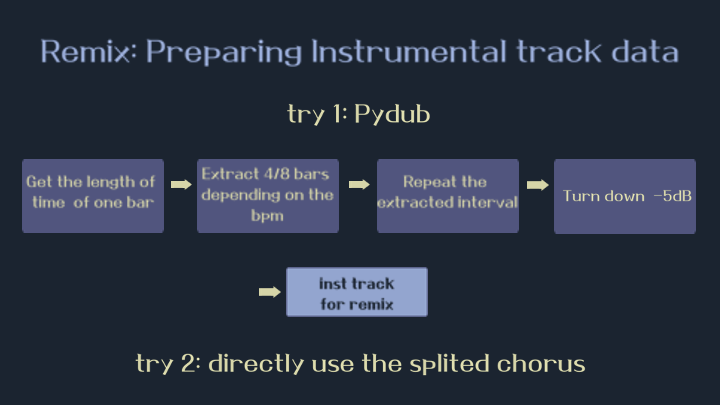 Remix: Preparing Instrumental track data
try 1: Pydub
Get the length of
time of one bar
Extract 4/8 bars
depending on the
bpm
Repeat the
extracted interval
Turn down -5dB
inst track
for remix
try 2: directly use the splited chorus